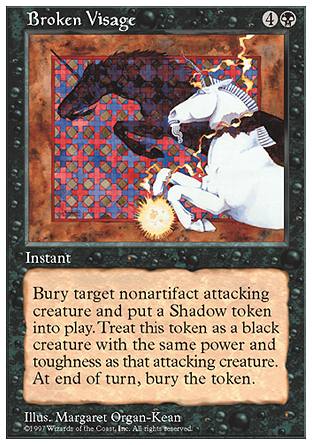 Broken Visage 4
Instant
Bury target nonartifact attacking
creature and put a Shadow token
into play. Treat this token as a black
creature with the same power and
toughness as that attacking creature.
At end of turn, bury the token.
Illus. Margaret Organ-Kean
©1997 Wizards of the Coast, Inc. All rights reserved.